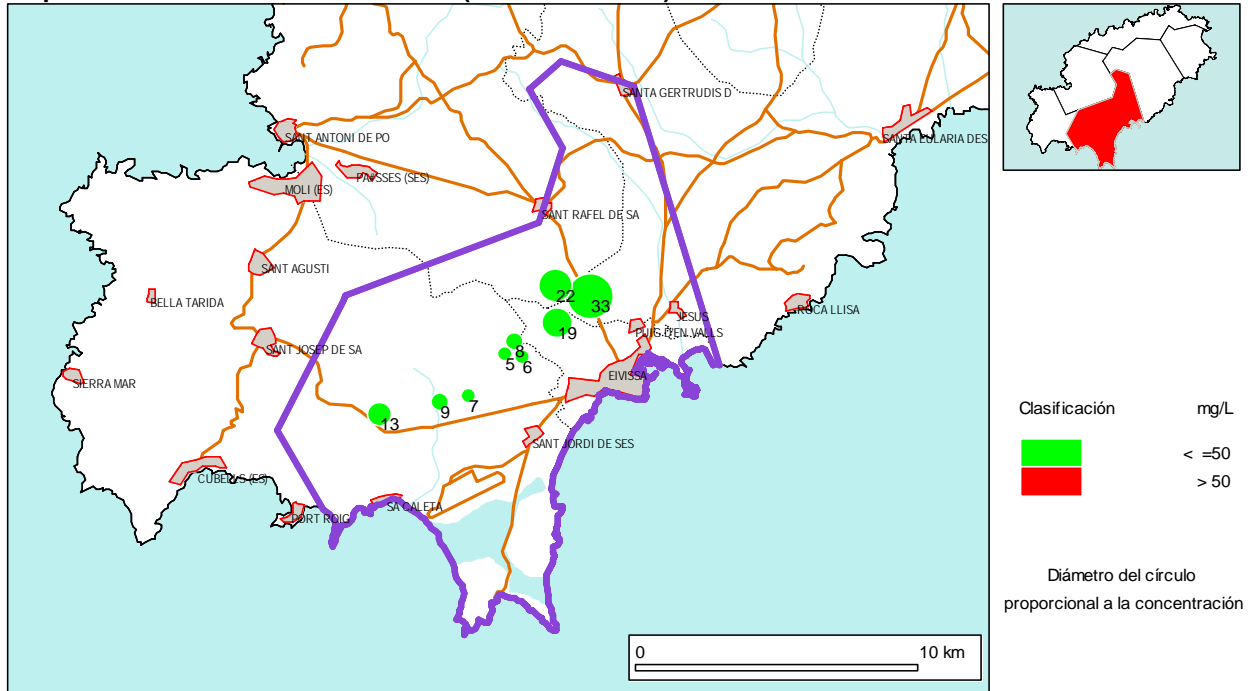 SANTA GERTRUDIS D
SANT ANTONI DE PO
SANTA EULARIA DES
PAISSES (SES)
MOLI (ES)
SANT RAFEL DE SA
SANT AGUSTI
BELLA TARIDA
22
33
ROCA LLISA
19
JESUS
PUIG D'EN VALLS
SANT JOSEP DE SA
8
5
6
EIVISSA
SIERRA MAR
7
9
13
SANT JORDI DE SES
CUBELLS (ES)
SA CALETA
PORT ROIG
0 10 km
Clasificación mg/L
< =50
> 50
Diámetro del círculo
proporcional a la concentración